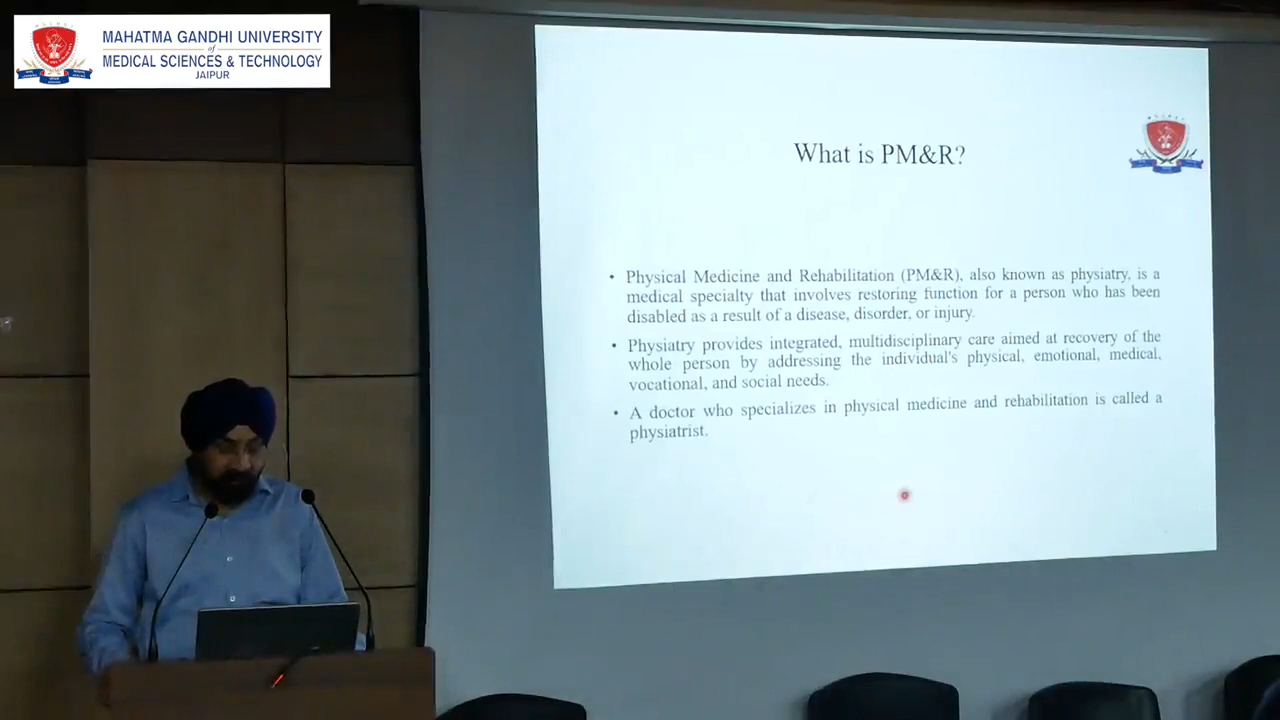 MAHATMA GANDHI UNIVERSITY
of
MEDICAL SCIENCES & TECHNOLOGY
JAIPUR
What is PM&R?
• Physical Medicine and Rehabilitation (PM&R), also known as physiatry, is a
medical specialty that involves restoring function for a person who has been
disabled as a result of a disease, disorder, or injury.
• Physiatry provides integrated, multidisciplinary care aimed at recovery of the
whole person by addressing the individual's physical, emotional, medical,
vocational, and social needs.
• A doctor who specializes in physical medicine and rehabilitation is called a
physiatrist.